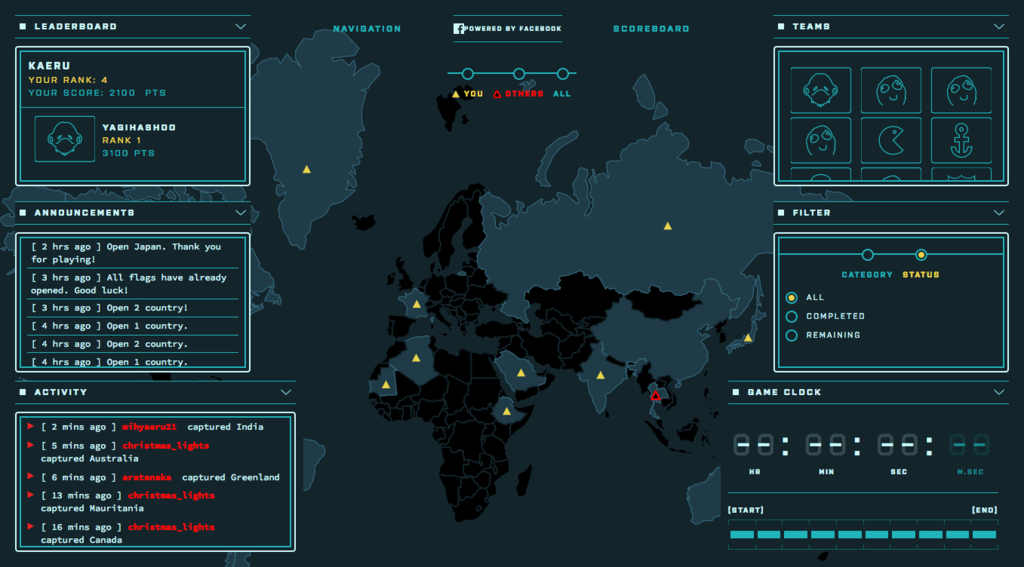 LEADERBOARD
KAERU
YOUR RANK: 4
YOUR SCORE: 2100 PTS
YAGIHASHOO
RANK 1
3100 PTS
ANNOUNCEMENTS
[ 2 hrs ago ] Open Japan. Thank you
for playing!
[ 3 hrs ago ] All flags have already
opened. Good luck!
[ 3 hrs ago ] Open 2 country!
[ 4 hrs ago ] Open 1 country.
[ 4 hrs ago ] Open 2 country.
[ 4 hrs ago ] Open 1 country.
ACTIVITY
[ 2 mins ago ] mihyaeru21 captured India
[ 5 mins ago ] christmas_lights
captured Australia
[ 6 mins ago ] aratanaka captured Greenland
[ 13 mins ago ] christmas_lights
captured Mauritania
[ 16 mins ago ] christmas_lights
captured Canada
NAVIGATION
POWERED BY FACEBOOK
SCOREBOARD
YOU OTHERS ALL
TEAMS
FILTER
CATEGORY STATUS
ALL
COMPLETED
REMAINING
GAME CLOCK
-- : -- : -- : --
HR MIN SEC M.SEC
[START] [END]